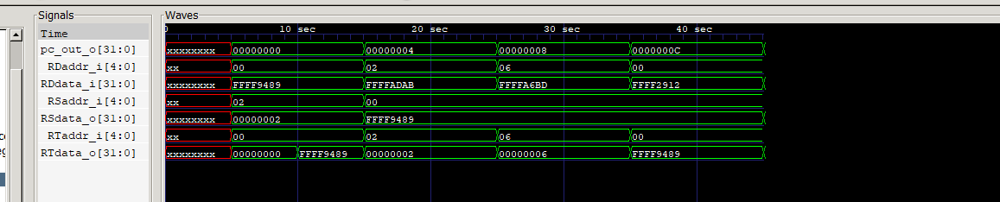 Signals
Waves
Time
0 10 sec 20 sec 30 sec 40 sec
pc_out_o[31:0] xxxxxxxx 00000000 00000004 00000008 0000000C
RDaddr_i[4:0] xx 00 02 06 00
RDdata_i[31:0] xxxxxxxx FFFF9489 FFFFADAB FFFFA6BD FFFF2912
RSaddr_i[4:0] xx 02 00
RSdata_o[31:0] xxxxxxxx 00000002 FFFF9489
RTaddr_i[4:0] xx 00 02 06 00
RTdata_o[31:0] xxxxxxxx 00000000 FFFF9489 00000002 00000006 FFFF9489